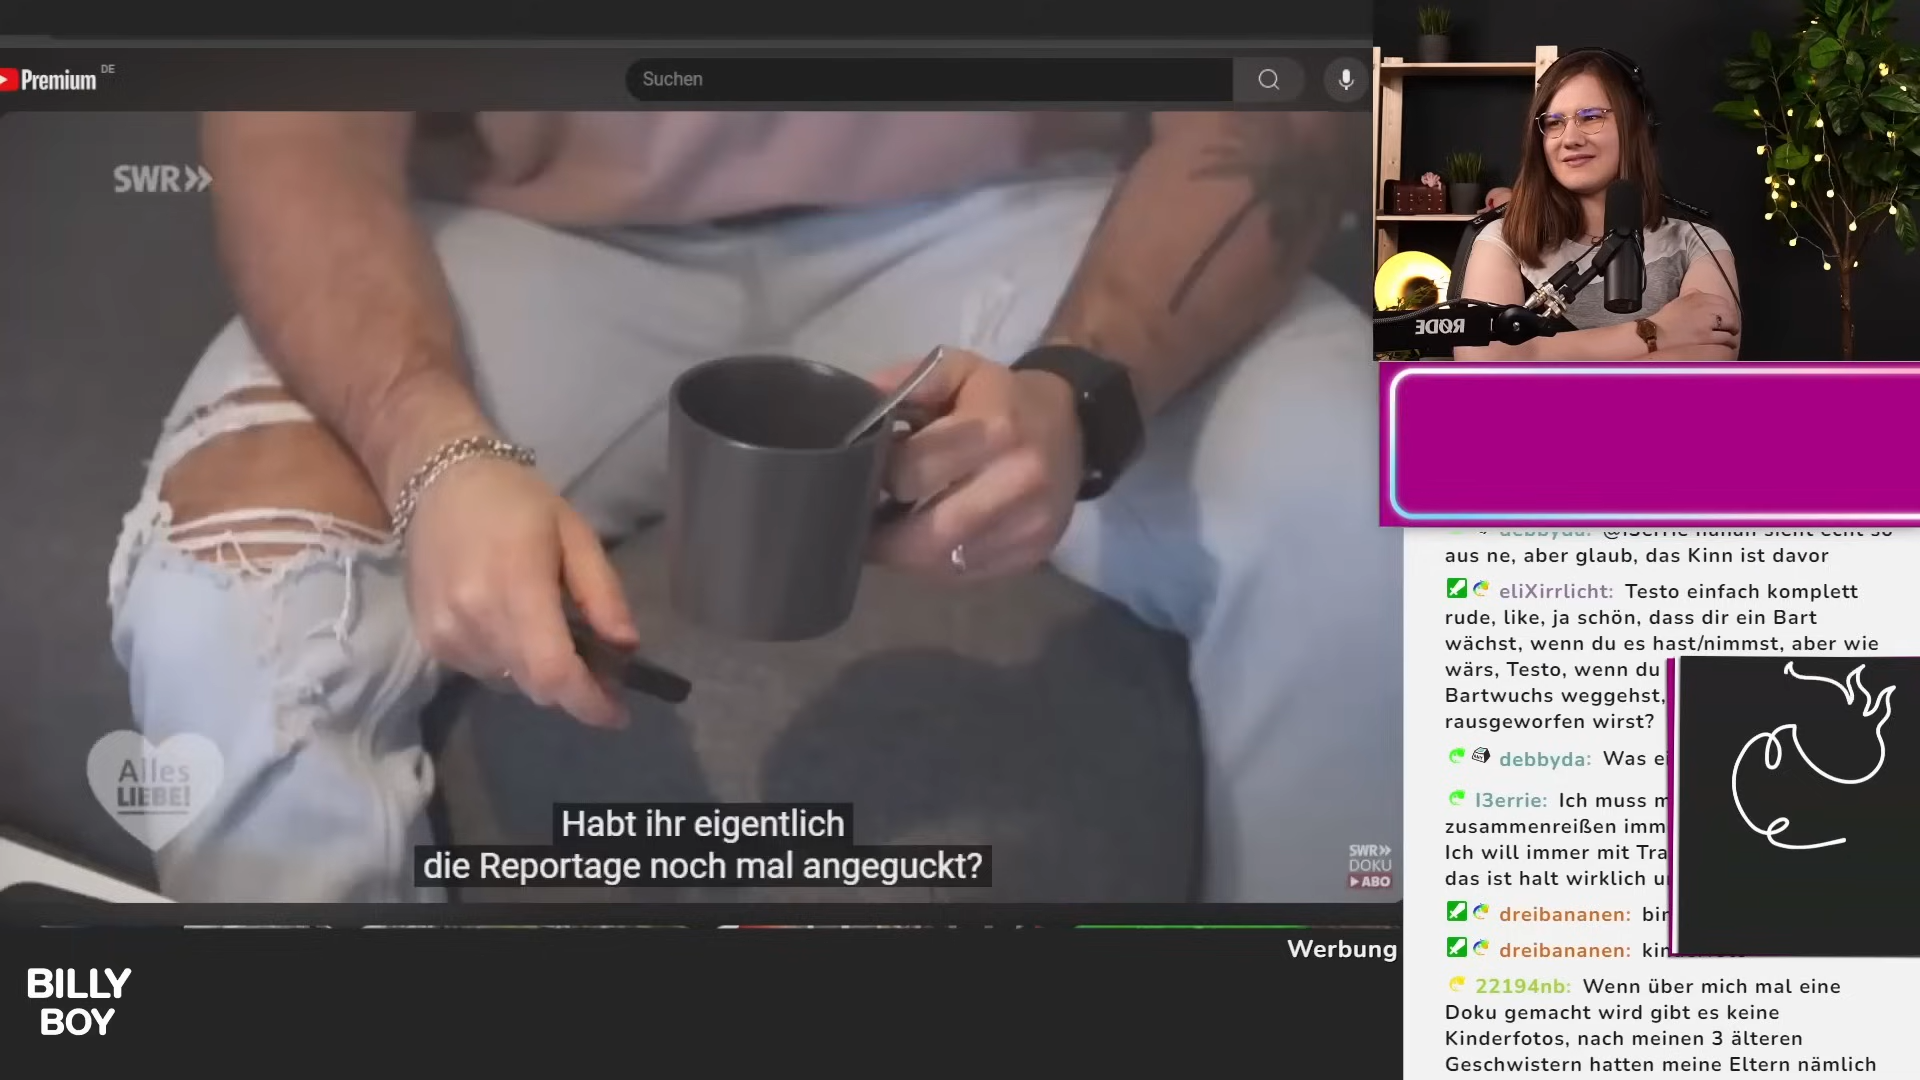 Premium DE
Suchen
SWR»
Alles
LIEBE!
Habt ihr eigentlich
die Reportage noch mal angeguckt?
SWR»
DOKU
ABO
Werbung
BILLY
BOY
RØDE
aus ne, aber glaub, das Kinn ist davor
eliXirrlicht: Testo einfach komplett
rude, like, ja schön, dass dir ein Bart
wächst, wenn du es hast/nimmst, aber wie
wärs, Testo, wenn du
Bartwuchs weggehst,
rausgeworfen wirst?
debbyda: Was
l3errie: Ich muss
zusammenreißen imm
Ich will immer mit Tra
das ist halt wirklich
dreibananen:
dreibananen:
22194nb: Wenn über mich mal eine
Doku gemacht wird gibt es keine
Kinderfotos, nach meinen 3 älteren
Geschwistern hatten meine Eltern nämlich